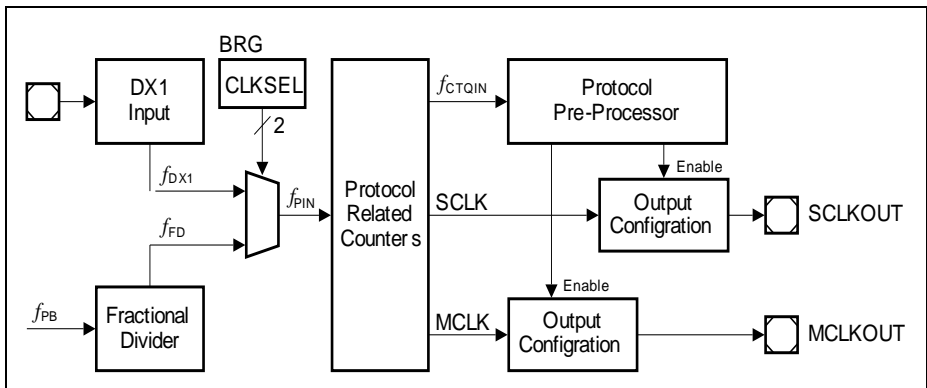 BRG
CLKSEL
2
DX1
Input
fDX1
fFD
fPB
Fractional
Divider
fPIN
Protocol
Related
Counter s
fCTQIN
Protocol
Pre-Processor
Enable
SCLK
Output
Configration
SCLKOUT
Enable
MCLK
Output
Configration
MCLKOUT